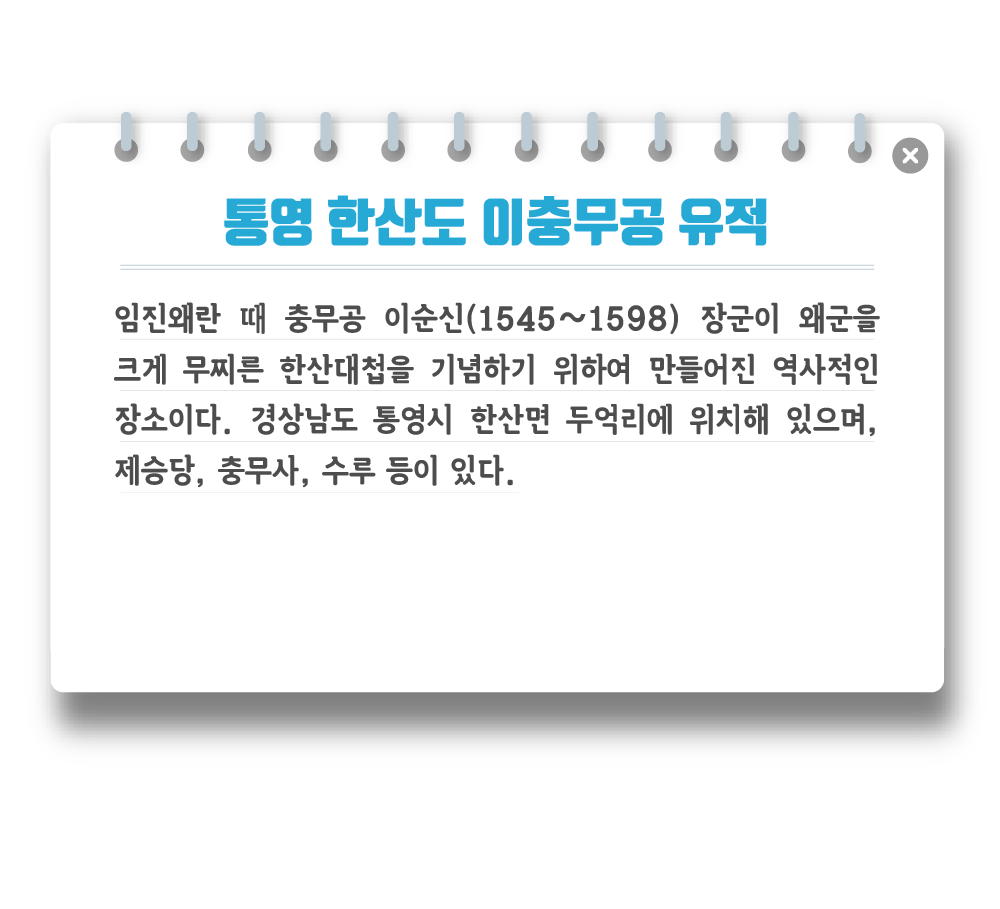 통영 한산도 이충무공 유적
임진왜란 때 충무공 이순신(1545~1598) 장군이 왜군을
크게 무찌른 한산대첩을 기념하기 위하여 만들어진 역사적인
장소이다. 경상남도 통영시 한산면 두억리에 위치해 있으며,
제승당, 충무사, 수루 등이 있다.